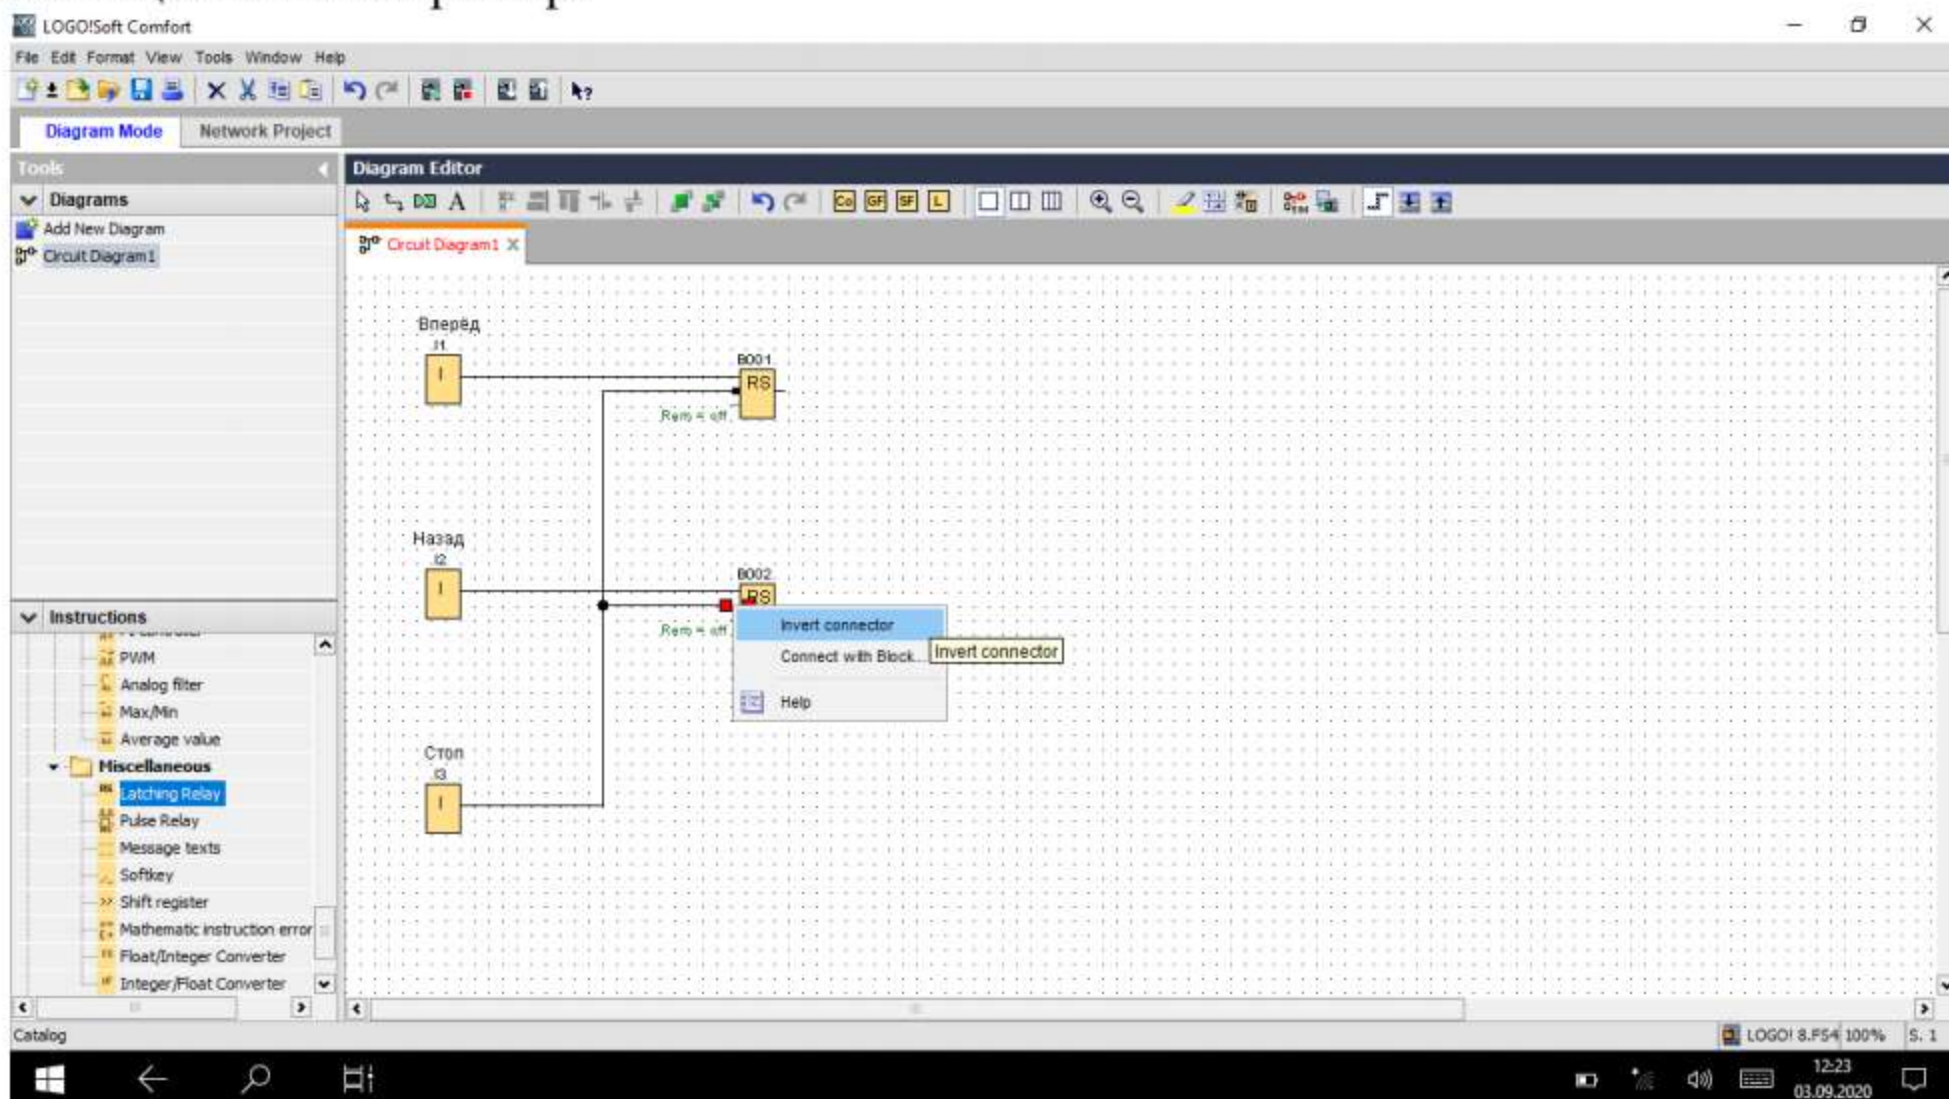 LOGO!Soft Comfort
File Edit Format View Tools Window Help
Diagram Mode Network Project
Tools
Diagram Editor
Diagrams
Add New Diagram
Circuit Diagram1
Circuit Diagram1
Co GF SF L
Вперёд
I1
I
B001
RS
Rem = off
Назад
I2
I
B002
RS
Rem = off
Invert connector
Invert connector
Connect with Block...
Help
Стоп
I3
I
Instructions
PWM
Analog filter
Max/Min
Average value
Miscellaneous
Latching Relay
Pulse Relay
Message texts
Softkey
Shift register
Mathematic instruction error
Float/Integer Converter
Integer/Float Converter
Catalog
LOGO! 8.FS4 100% S. 1
12:23
03.09.2020